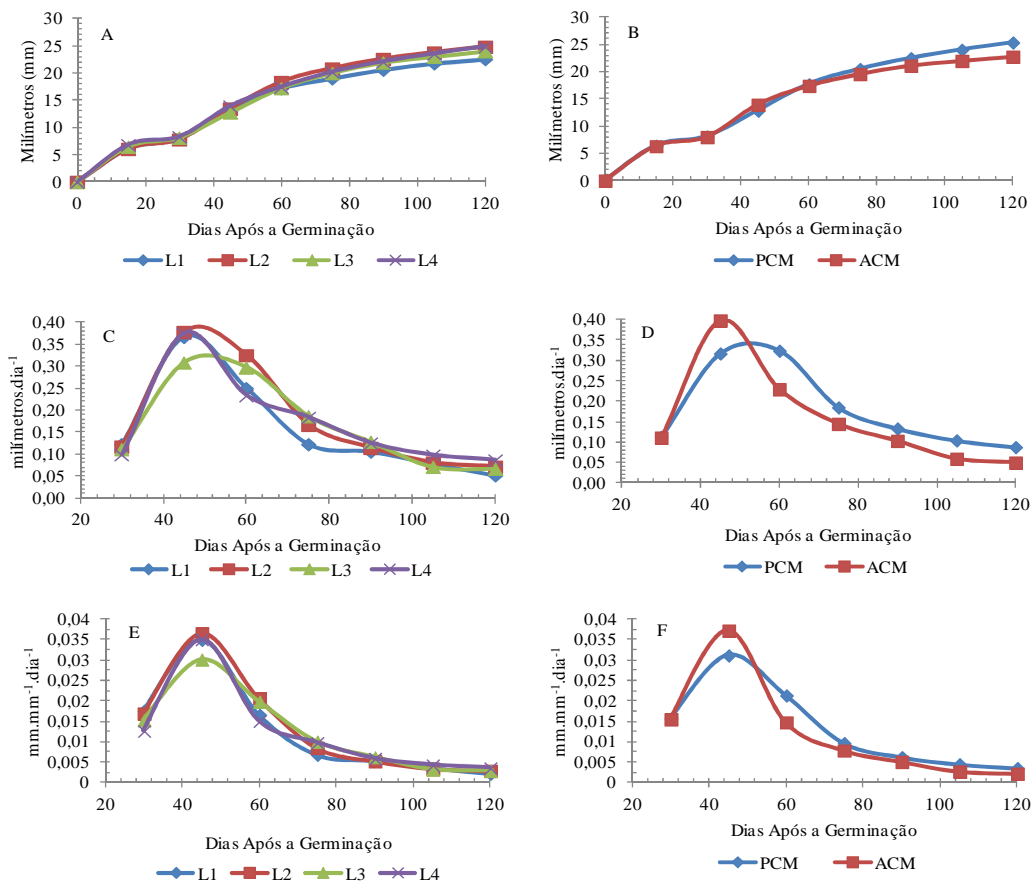 A
Milímetros (mm)
30
25
20
15
10
5
0
0 20 40 60 80 100 120
Dias Após a Germinação
L1 L2 L3 L4
B
Milímetros (mm)
30
25
20
15
10
5
0
0 20 40 60 80 100 120
Dias Após a Germinação
PCM ACM
C
milímetros.dia⁻¹
0,40
0,35
0,30
0,25
0,20
0,15
0,10
0,05
0,00
20 40 60 80 100 120
Dias Após a Germinação
L1 L2 L3 L4
D
milímetros.dia⁻¹
0,40
0,35
0,30
0,25
0,20
0,15
0,10
0,05
0,00
20 40 60 80 100 120
Dias Após a Germinação
PCM ACM
E
mm.mm⁻¹.dia⁻¹
0,04
0,035
0,03
0,025
0,02
0,015
0,01
0,005
0
20 40 60 80 100 120
Dias Após a Germinação
L1 L2 L3 L4
F
mm.mm⁻¹.dia⁻¹
0,04
0,035
0,03
0,025
0,02
0,015
0,01
0,005
0
20 40 60 80 100 120
Dias Após a Germinação
PCM ACM